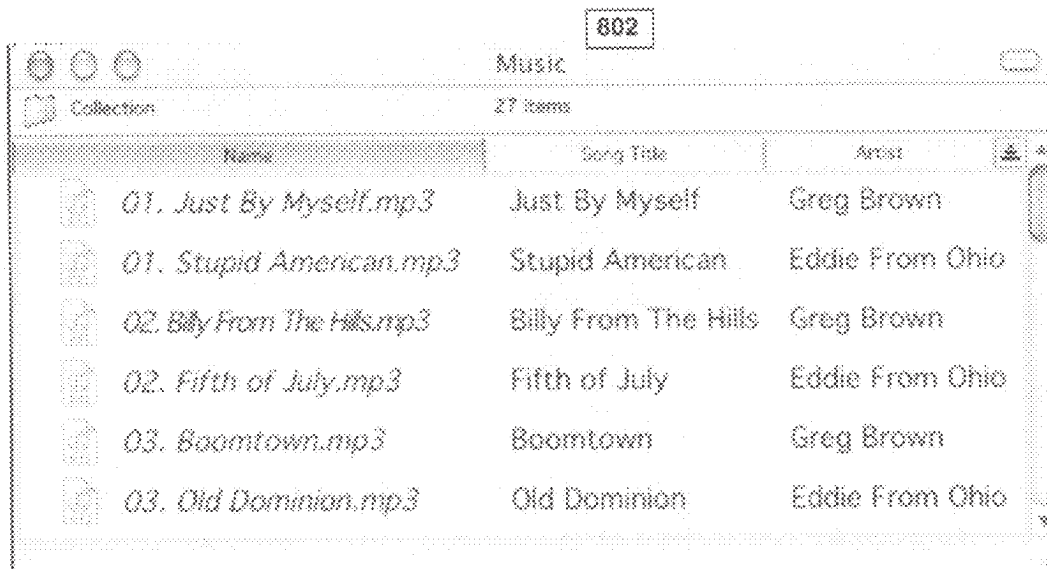 602
Music
Collection 27 items
Name Song Title Artist
01. Just By Myself.mp3 Just By Myself Greg Brown
01. Stupid American.mp3 Stupid American Eddie From Ohio
02. Billy From The Hills.mp3 Billy From The Hills Greg Brown
02. Fifth of July.mp3 Fifth of July Eddie From Ohio
03. Boomtown.mp3 Boomtown Greg Brown
03. Old Dominion.mp3 Old Dominion Eddie From Ohio